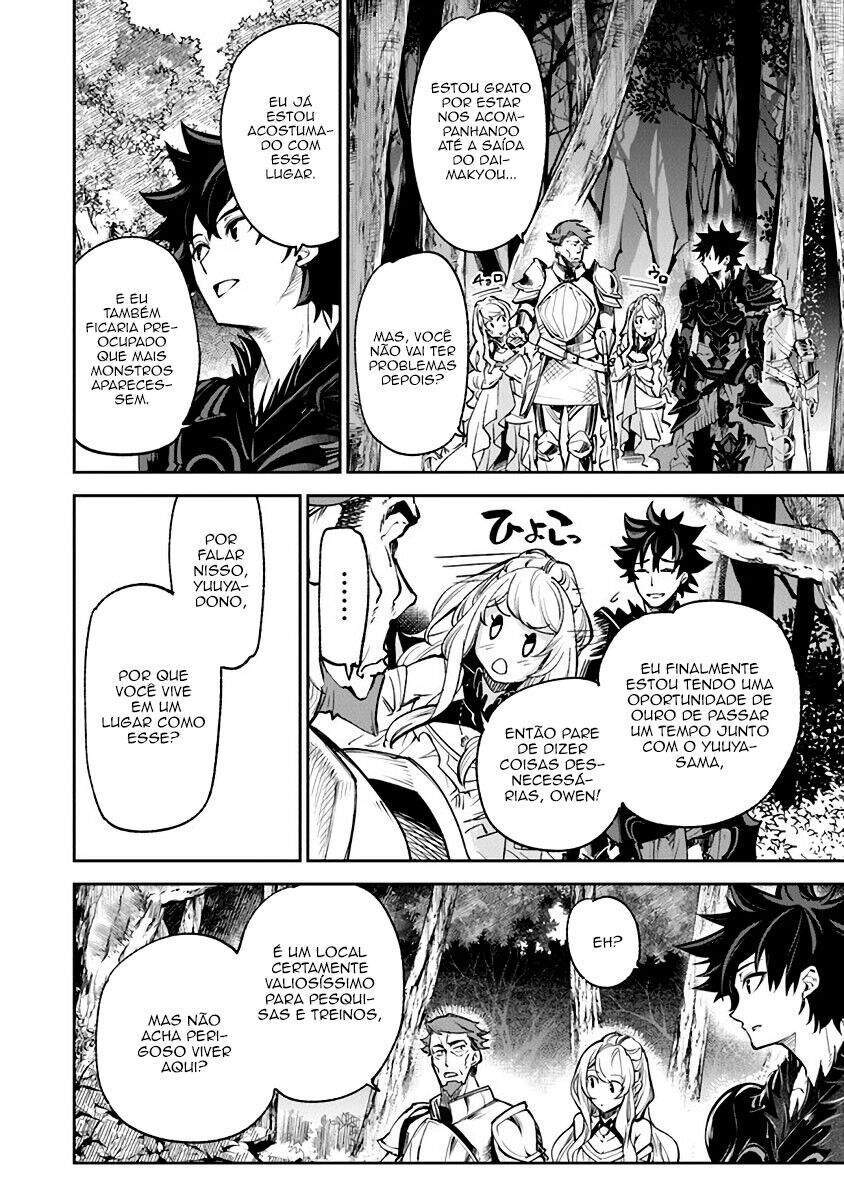 ESTOU GRATO
POR ESTAR
NOS ACOM-
PANHANDO
ATÉ A SAÍDA
DO DAI-
MAKYOU...
MAS, VOCÊ
NÃO VAI TER
PROBLEMAS
DEPOIS?
チョロ
ウロ
EU JÁ
ESTOU
ACOSTUMA-
DO COM
ESSE
LUGAR.
E EU
TAMBÉM
FICARIA PRE-
OCUPADO
QUE MAIS
MONSTROS
APARECES-
SEM.
ひょこっ
EU FINALMENTE
ESTOU TENDO UMA
OPORTUNIDADE
DE OURO DE PASSAR
UM TEMPO JUNTO
COM O YUUYA-
SAMA,
ENTÃO PARE
DE DIZER
COISAS DES-
NECESSÁ-
RIAS, OWEN!
......
POR
FALAR
NISSO,
YUUYA-
DONO,
POR QUE
VOCÊ VIVE
EM UM
LUGAR COMO
ESSE?
EH?
É UM LOCAL
CERTAMENTE
VALIOSÍSSIMO
PARA PESQUI-
SAS E TREINOS,
MAS NÃO
ACHA PERI-
GOSO VIVER
AQUI?